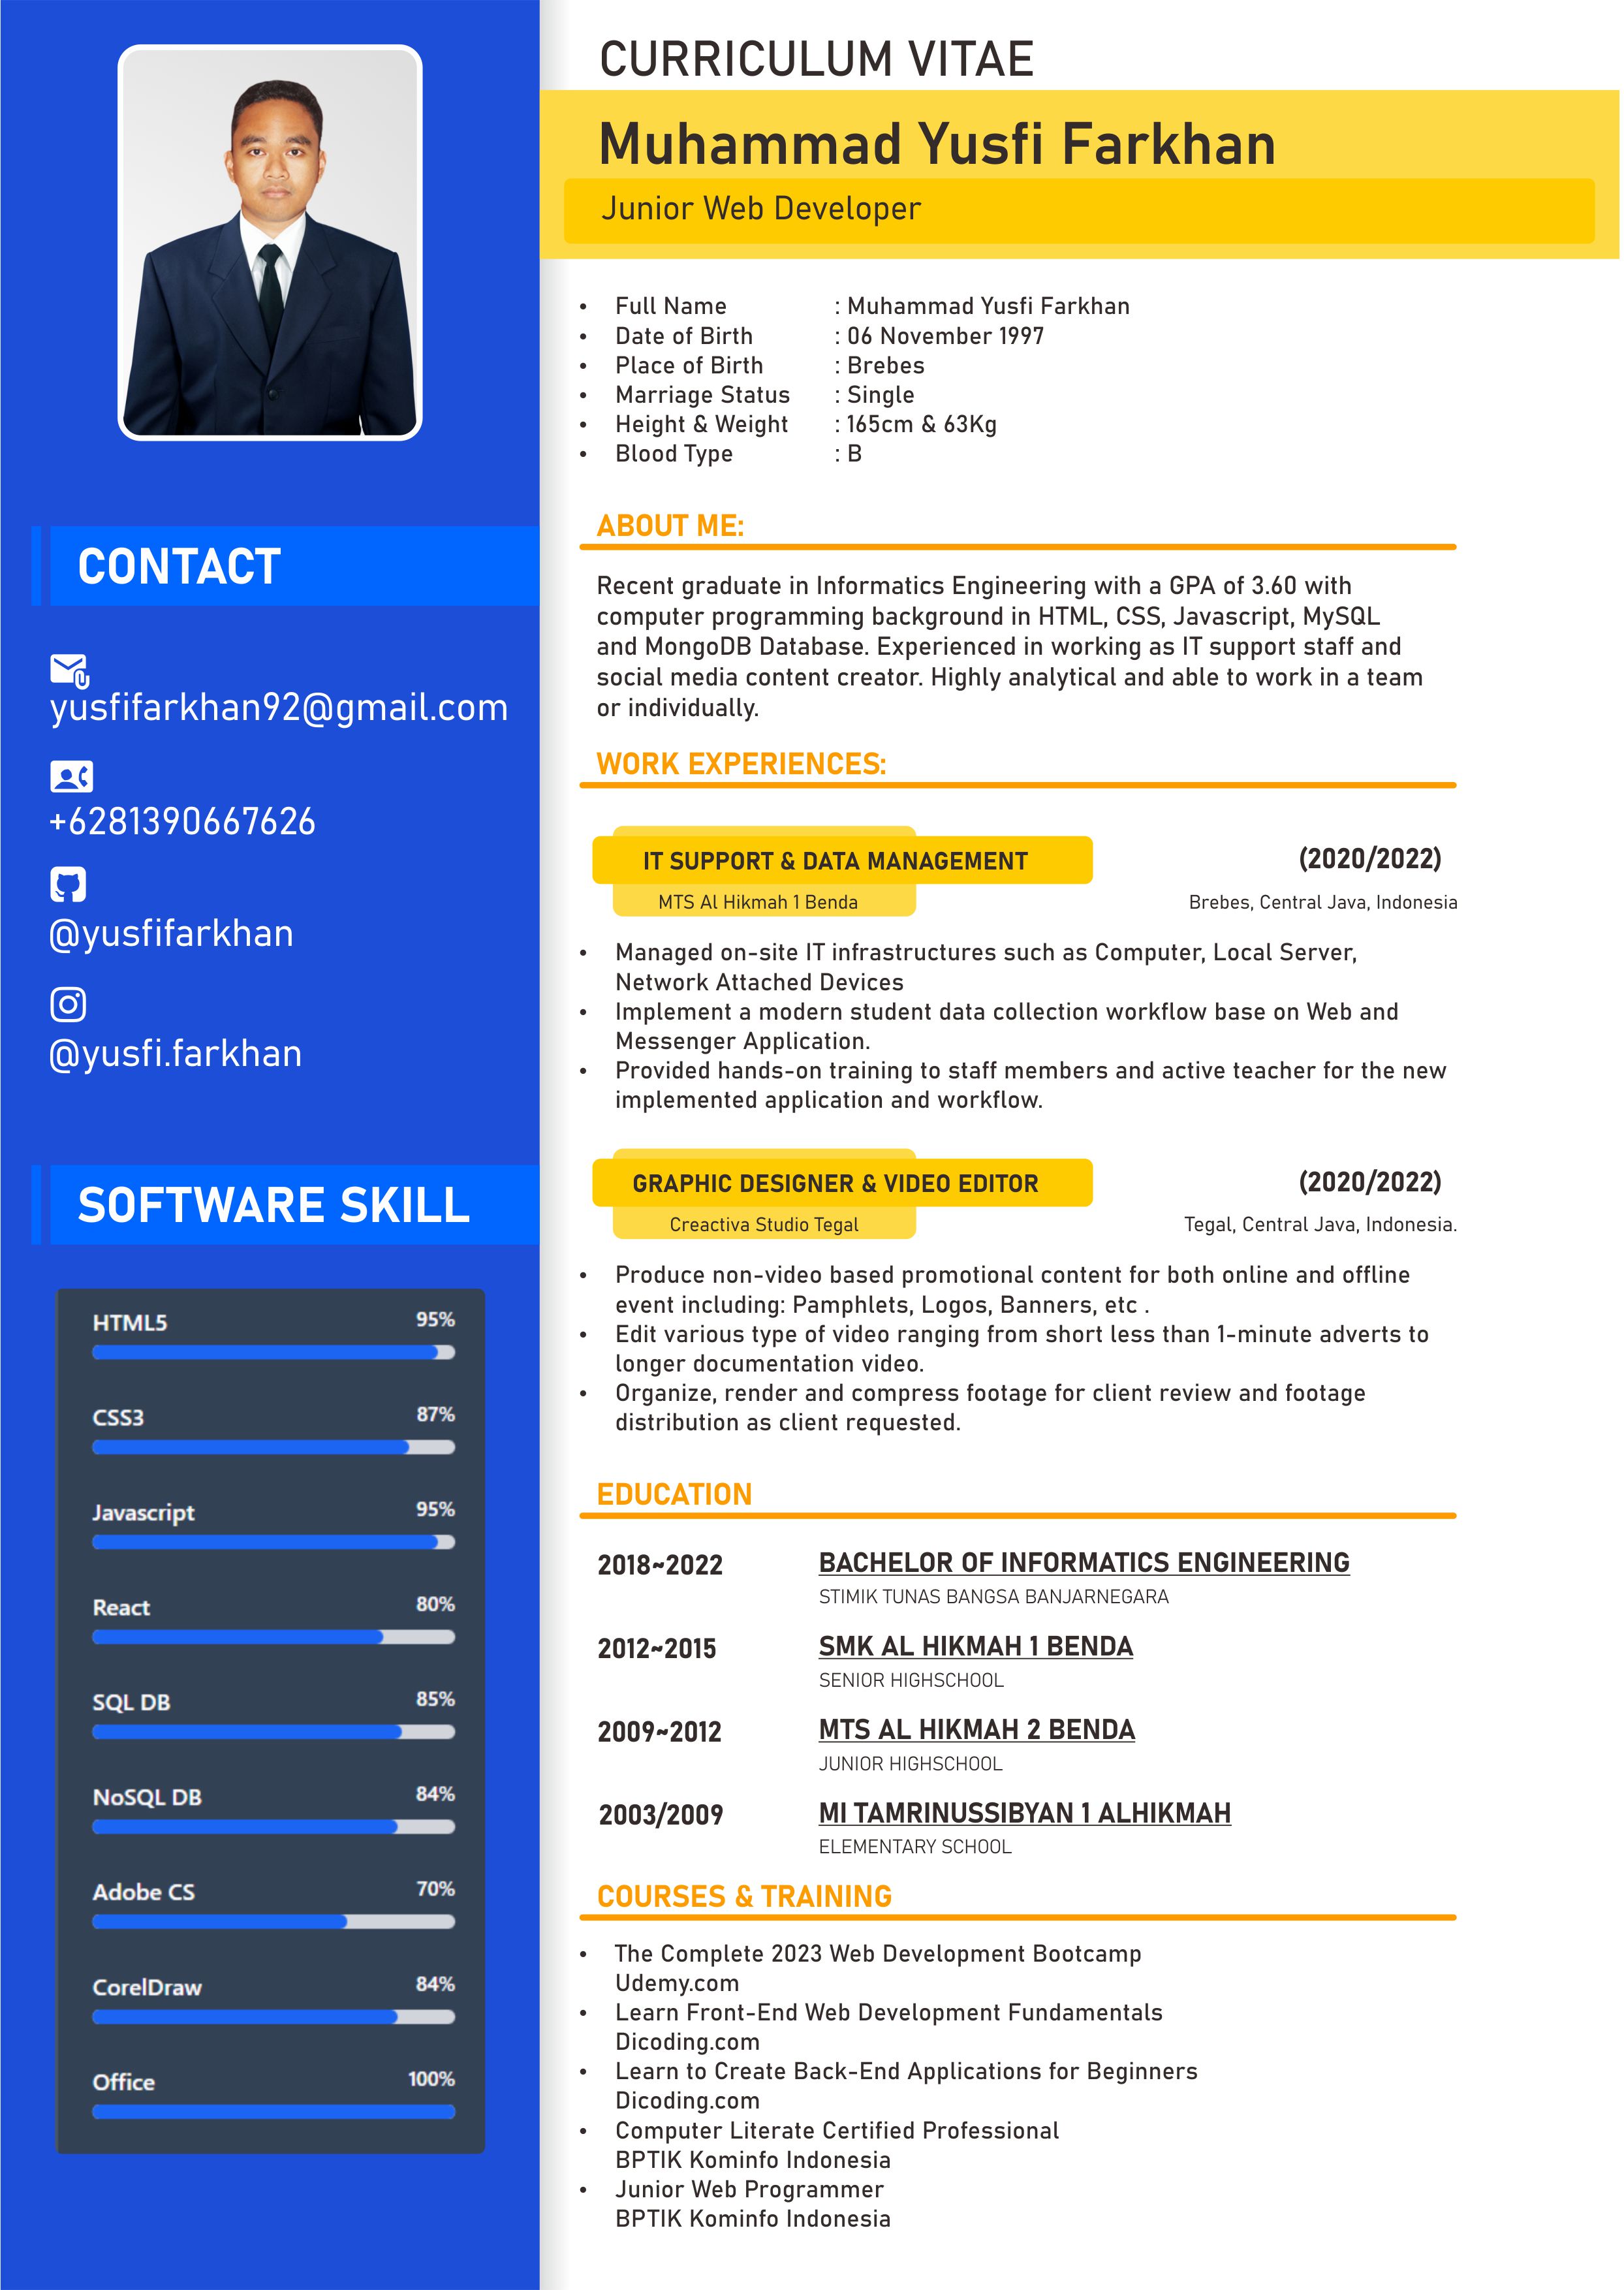 CURRICULUM VITAE
Muhammad Yusfi Farkhan
Junior Web Developer
CONTACT
yusfifarkhan92@gmail.com
+6281390667626
@yusfifarkhan
@yusfi.farkhan
SOFTWARE SKILL
HTML5 95%
CSS3 87%
Javascript 95%
React 80%
SQL DB 85%
NoSQL DB 84%
Adobe CS 70%
CorelDraw 84%
Office 100%
• Full Name : Muhammad Yusfi Farkhan
• Date of Birth : 06 November 1997
• Place of Birth : Brebes
• Marriage Status : Single
• Height & Weight : 165cm & 63Kg
• Blood Type : B
ABOUT ME:
Recent graduate in Informatics Engineering with a GPA of 3.60 with
computer programming background in HTML, CSS, Javascript, MySQL
and MongoDB Database. Experienced in working as IT support staff and
social media content creator. Highly analytical and able to work in a team
or individually.
WORK EXPERIENCES:
IT SUPPORT & DATA MANAGEMENT (2020/2022)
MTS Al Hikmah 1 Benda Brebes, Central Java, Indonesia
• Managed on-site IT infrastructures such as Computer, Local Server,
Network Attached Devices
• Implement a modern student data collection workflow base on Web and
Messenger Application.
• Provided hands-on training to staff members and active teacher for the new
implemented application and workflow.
GRAPHIC DESIGNER & VIDEO EDITOR (2020/2022)
Creactiva Studio Tegal Tegal, Central Java, Indonesia.
• Produce non-video based promotional content for both online and offline
event including: Pamphlets, Logos, Banners, etc .
• Edit various type of video ranging from short less than 1-minute adverts to
longer documentation video.
• Organize, render and compress footage for client review and footage
distribution as client requested.
EDUCATION
2018~2022 BACHELOR OF INFORMATICS ENGINEERING
STIMIK TUNAS BANGSA BANJARNEGARA
2012~2015 SMK AL HIKMAH 1 BENDA
SENIOR HIGHSCHOOL
2009~2012 MTS AL HIKMAH 2 BENDA
JUNIOR HIGHSCHOOL
2003/2009 MI TAMRINUSSIBYAN 1 ALHIKMAH
ELEMENTARY SCHOOL
COURSES & TRAINING
• The Complete 2023 Web Development Bootcamp
Udemy.com
• Learn Front-End Web Development Fundamentals
Dicoding.com
• Learn to Create Back-End Applications for Beginners
Dicoding.com
• Computer Literate Certified Professional
BPTIK Kominfo Indonesia
• Junior Web Programmer
BPTIK Kominfo Indonesia